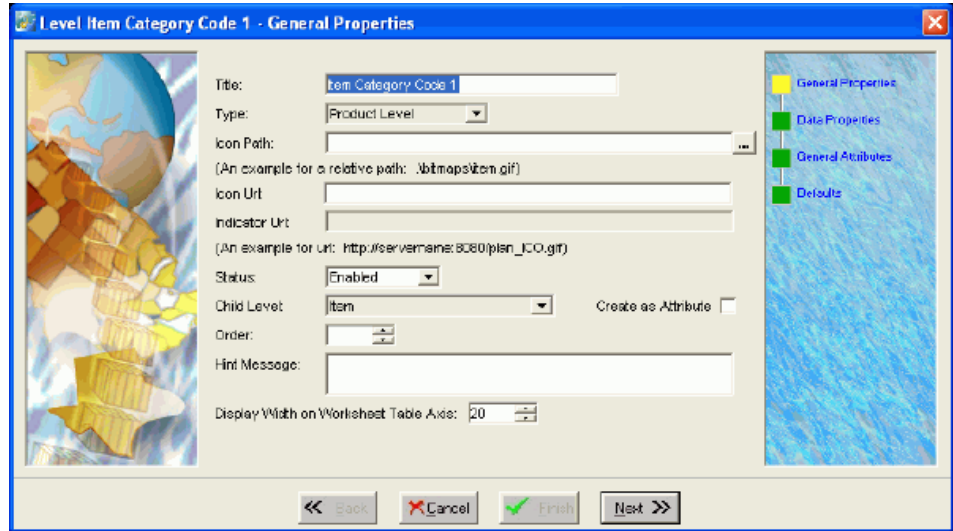 Level Item Category Code 1 - General Properties
Title: Item Category Code 1
Type: Product Level
Icon Path: ...
(An example for a relative path: .\bitmaps\item.gif)
Icon Url:
Indicator Url:
(An example for url: http://servername:8080/plan_ICO.gif)
Status: Enabled
Child Level: Item Create as Attribute
Order:
Hint Message:
Display Width on Worksheet Table Axis: 20
General Properties
Data Properties
General Attributes
Defaults
Back Cancel Finish Next